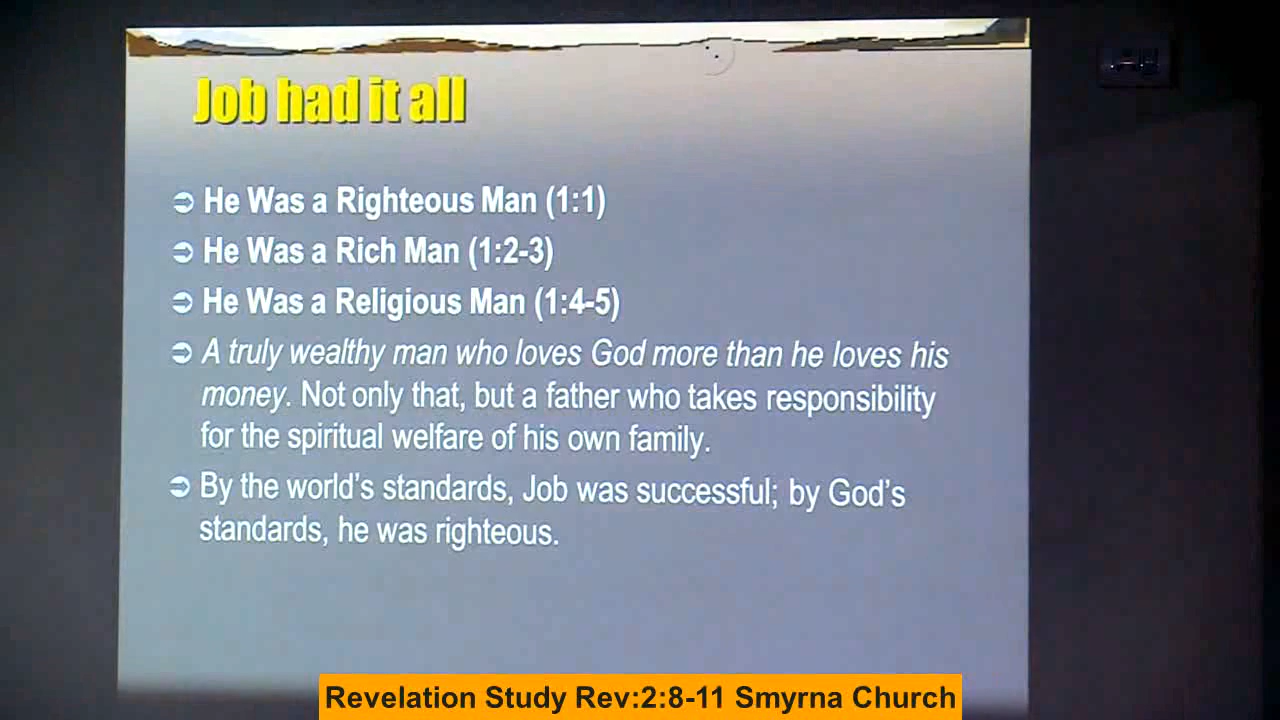 Job had it all
He Was a Righteous Man (1:1)
He Was a Rich Man (1:2-3)
He Was a Religious Man (1:4-5)
A truly wealthy man who loves God more than he loves his
money. Not only that, but a father who takes responsibility
for the spiritual welfare of his own family.
By the world's standards, Job was successful; by God's
standards, he was righteous.
Revelation Study Rev:2:8-11 Smyrna Church